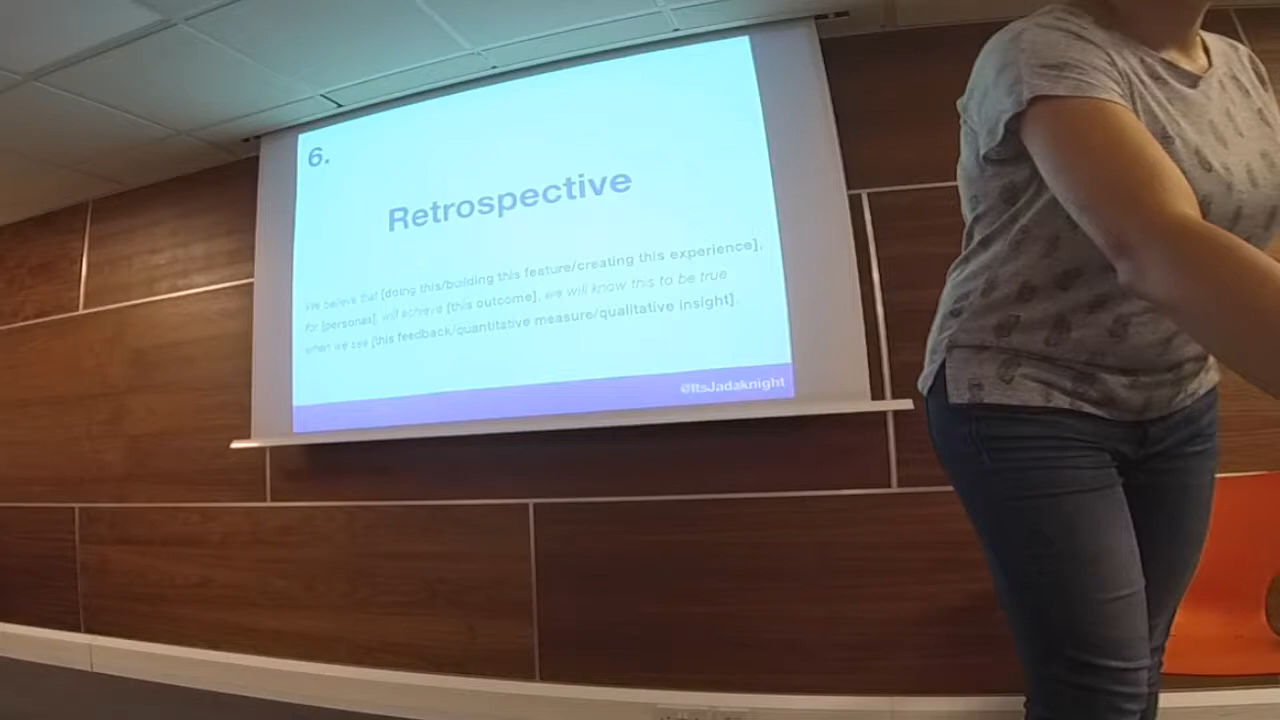 6.
Retrospective
We believe that [doing this/building this feature/creating this experience],
for [personas], will achieve [this outcome], we will know this to be true
when we see [this feedback/quantitative measure/qualitative insight].
@ItsJadaknight